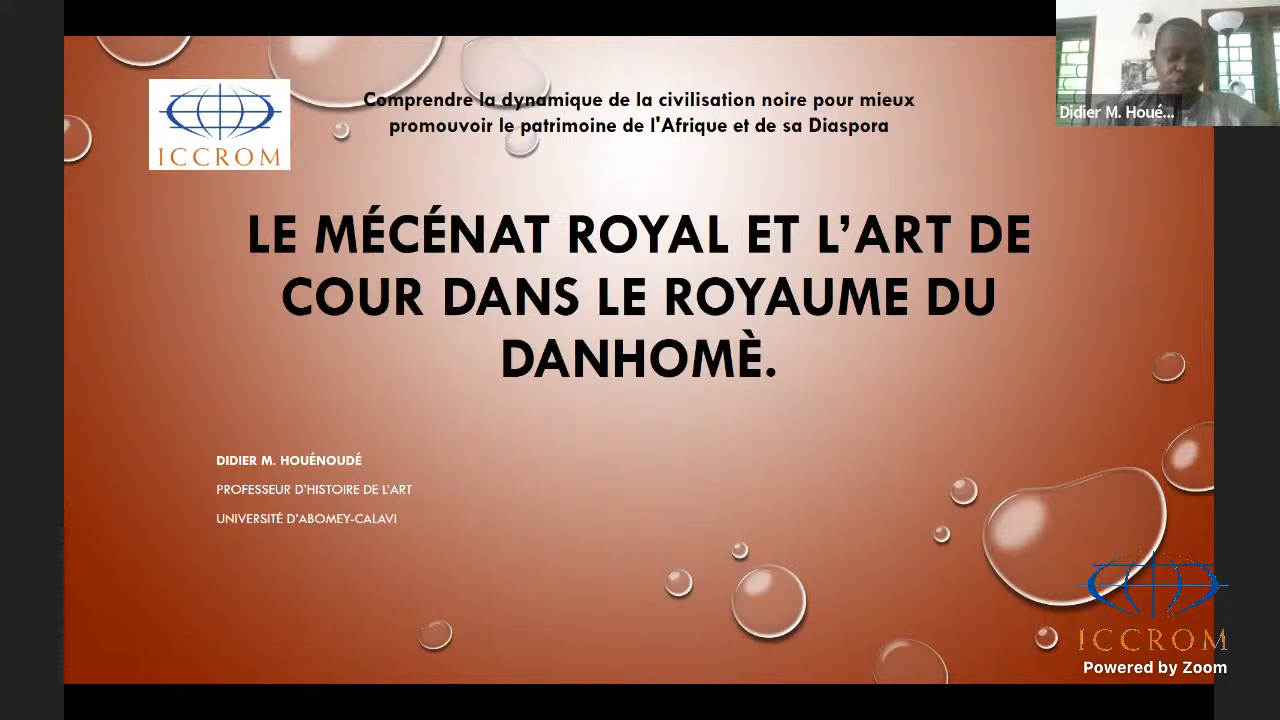 Comprendre la dynamique de la civilisation noire pour mieux
promouvoir le patrimoine de l'Afrique et de sa Diaspora
ICCROM
Didier M. Houé...
LE MÉCÉNAT ROYAL ET L’ART DE
COUR DANS LE ROYAUME DU
DANHOMÈ.
DIDIER M. HOUÉNOUDÉ
PROFESSEUR D’HISTOIRE DE L’ART
UNIVERSITÉ D’ABOMEY-CALAVI
ICCROM
Powered by Zoom